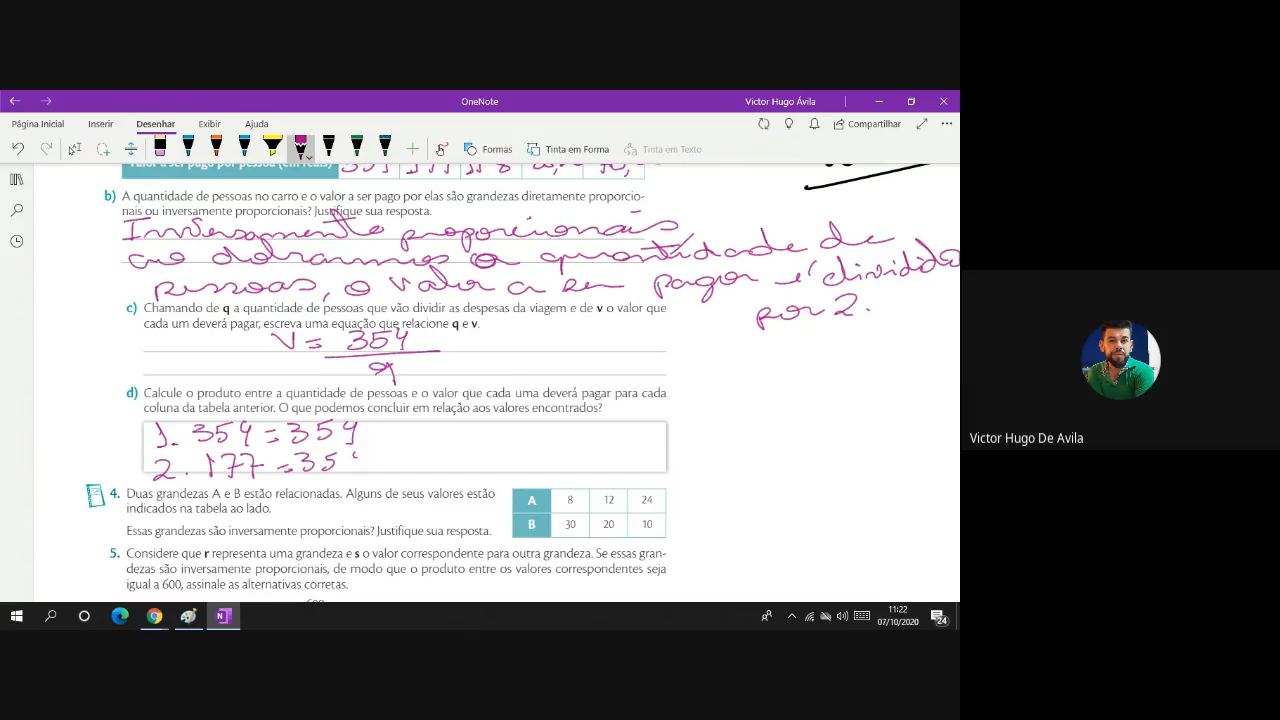 OneNote
Victor Hugo Ávila
Página Inicial Inserir Desenhar Exibir Ajuda
Compartilhar
Formas Tinta em Forma Tinta em Texto
b) A quantidade de pessoas no carro e o valor a ser pago por elas são grandezas diretamente proporcio-
nais ou inversamente proporcionais? Justifique sua resposta.
Inversamente proporcionais
ao dobrarmos a quantidade de
pessoas, o valor a ser pagar é dividido
por 2.
c) Chamando de q a quantidade de pessoas que vão dividir as despesas da viagem e de v o valor que
cada um deverá pagar, escreva uma equação que relacione q e v.
V = 354
q
d) Calcule o produto entre a quantidade de pessoas e o valor que cada uma deverá pagar para cada
coluna da tabela anterior. O que podemos concluir em relação aos valores encontrados?
1. 354 = 354
2. 177 = 35
4. Duas grandezas A e B estão relacionadas. Alguns de seus valores estão
indicados na tabela ao lado.
A 8 12 24
B 30 20 10
Essas grandezas são inversamente proporcionais? Justifique sua resposta.
5. Considere que r representa uma grandeza e s o valor correspondente para outra grandeza. Se essas gran-
dezas são inversamente proporcionais, de modo que o produto entre os valores correspondentes seja
igual a 600, assinale as alternativas corretas.
11:22
07/10/2020
24
Victor Hugo De Avila